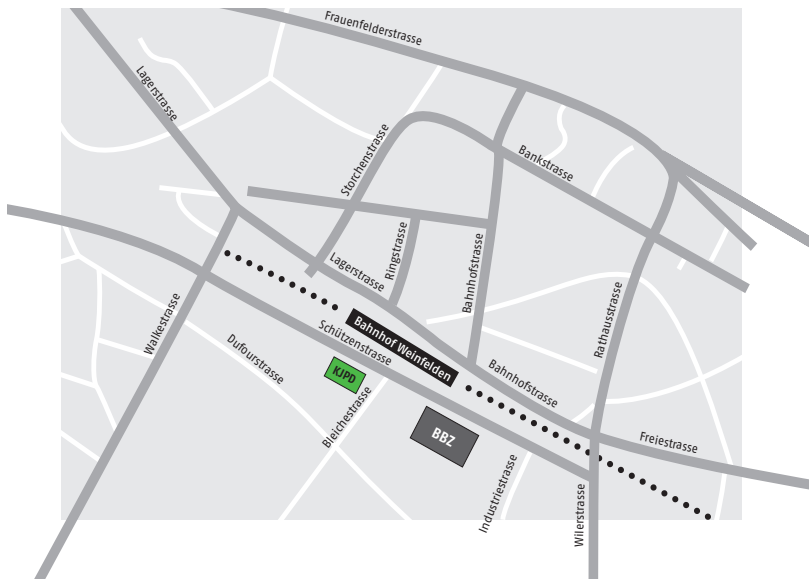 Frauenfelderstrasse
Lagerstrasse
Storchenstrasse
Bankstrasse
Ringstrasse
Lagerstrasse
Bahnhofstrasse
Walkestrasse
Rathausstrasse
Bahnhof Weinfelden
Schützenstrasse
Dufourstrasse
KJPD
Bahnhofstrasse
Bleichestrasse
BBZ
Freiestrasse
Industriestrasse
Wilerstrasse